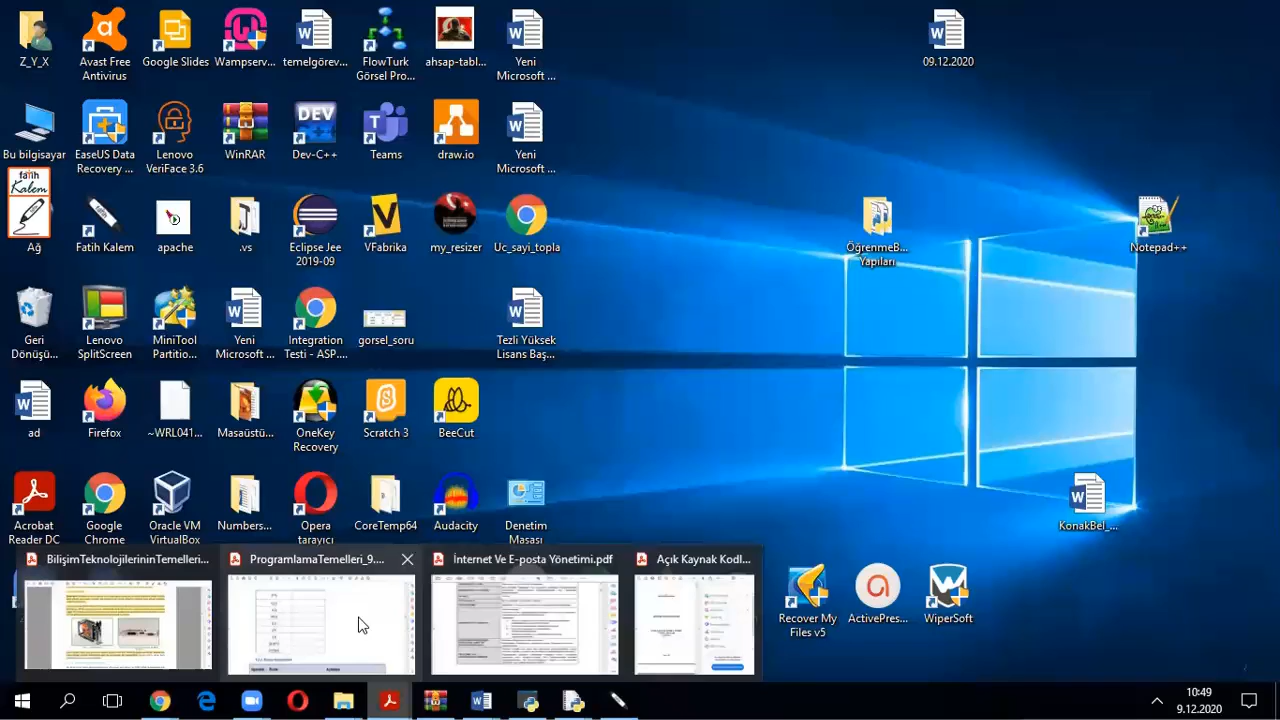 Z_Y_X
Avast Free
Antivirus
Google Slides
Wampserv...
temelgörev...
FlowTurk
Görsel Pro...
ahsap-tabl...
Yeni
Microsoft ...
09.12.2020
Bu bilgisayar
EaseUS Data
Recovery ...
Lenovo
VeriFace 3.6
WinRAR
DEV
Dev-C++
Teams
draw.io
Yeni
Microsoft ...
fatih
Kalem
Ağ
Fatih Kalem
apache
.vs
Eclipse Jee
2019-09
VFabrika
my_resizer
Uc_sayi_topla
ÖğrenmeB...
Yapıları
Notepad++
Geri
Dönüşü...
Lenovo
SplitScreen
MiniTool
Partitio...
Yeni
Microsoft ...
Integration
Testi - ASP....
gorsel_soru
Tezli Yüksek
Lisans Baş...
ad
Firefox
~WRL041...
Masaüstü...
OneKey
Recovery
Scratch 3
BeeCut
Acrobat
Reader DC
Google
Chrome
Oracle VM
VirtualBox
Numbers...
Opera
tarayıcı
CoreTemp64
Audacity
Denetim
Masası
KonakBel_...
BilişimTeknolojilerininTemelleri...
ProgramlamaTemelleri_9....
İnternet Ve E-posta Yönetimi.pdf
Açık Kaynak Kodl...
ActivPres...
WiperSoft
10:49
9.12.2020